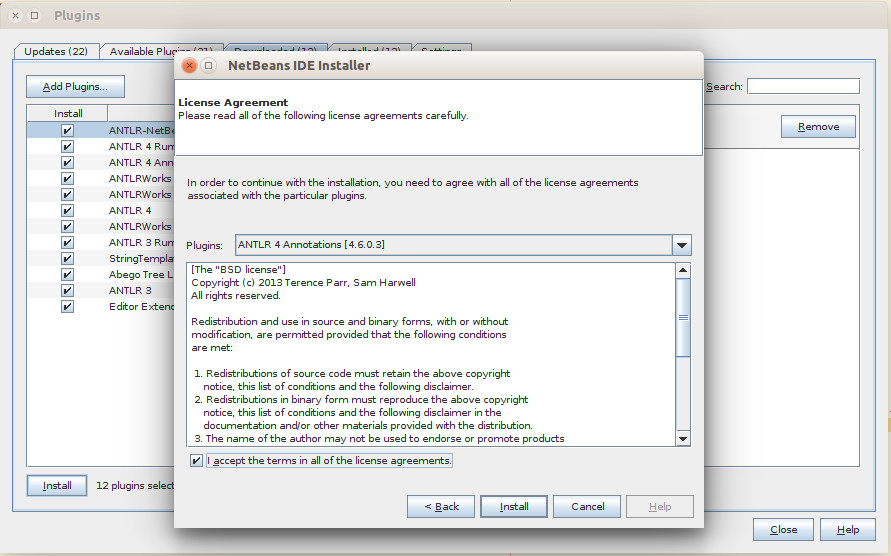 Plugins
Updates (22)
Available Plugins (21)
Downloaded (12)
Installed (12)
Settings
Add Plugins...
Search:
Install
Remove
ANTLR-NetBe
ANTLR 4 Run
ANTLR 4 Ann
ANTLRWorks
ANTLRWorks
ANTLR 4
ANTLRWorks
ANTLR 3 Run
StringTempla
Abego Tree L
ANTLR 3
Editor Exten
Install
12 plugins select
Close
Help
NetBeans IDE Installer
License Agreement
Please read all of the following license agreements carefully.
In order to continue with the installation, you need to agree with all of the license agreements
associated with the particular plugins.
Plugins:
ANTLR 4 Annotations [4.6.0.3]
[The "BSD license"]
Copyright (c) 2013 Terence Parr, Sam Harwell
All rights reserved.
Redistribution and use in source and binary forms, with or without
modification, are permitted provided that the following conditions
are met:
1. Redistributions of source code must retain the above copyright
notice, this list of conditions and the following disclaimer.
2. Redistributions in binary form must reproduce the above copyright
notice, this list of conditions and the following disclaimer in the
documentation and/or other materials provided with the distribution.
3. The name of the author may not be used to endorse or promote products
I accept the terms in all of the license agreements.
< Back
Install
Cancel
Help